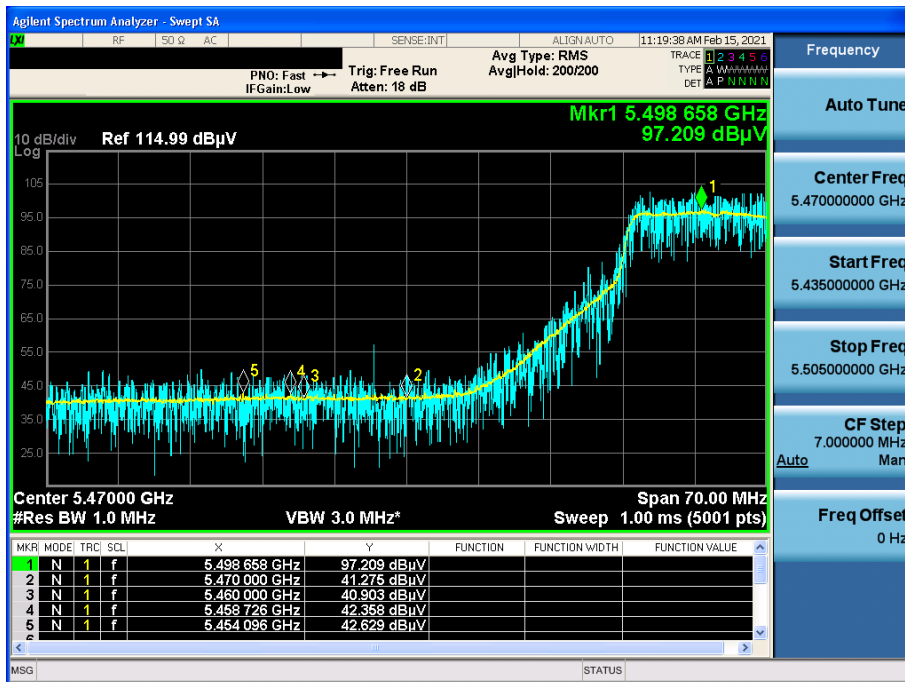 Agilent Spectrum Analyzer - Swept SA
LXI RF 50 Ω AC SENSE:INT ALIGN AUTO 11:19:38 AM Feb 15, 2021
PNO: Fast Trig: Free Run Avg Type: RMS TRACE 1 2 3 4 5 6
IFGain:Low Atten: 18 dB Avg|Hold: 200/200 TYPE A WWWWW
DET A P N N N N
Mkr1 5.498 658 GHz
97.209 dBµV
10 dB/div Ref 114.99 dBµV
Log
105
95.0
85.0
75.0
65.0
55.0
45.0
35.0
25.0
1
5
4
3
2
Center 5.47000 GHz Span 70.00 MHz
#Res BW 1.0 MHz VBW 3.0 MHz* Sweep 1.00 ms (5001 pts)
MKR MODE TRC SCL X Y FUNCTION FUNCTION WIDTH FUNCTION VALUE
1 N 1 f 5.498 658 GHz 97.209 dBµV
2 N 1 f 5.470 000 GHz 41.275 dBµV
3 N 1 f 5.460 000 GHz 40.903 dBµV
4 N 1 f 5.458 726 GHz 42.358 dBµV
5 N 1 f 5.454 096 GHz 42.629 dBµV
MSG STATUS
Frequency
Auto Tune
Center Freq
5.470000000 GHz
Start Freq
5.435000000 GHz
Stop Freq
5.505000000 GHz
CF Step
7.000000 MHz
Auto Man
Freq Offset
0 Hz